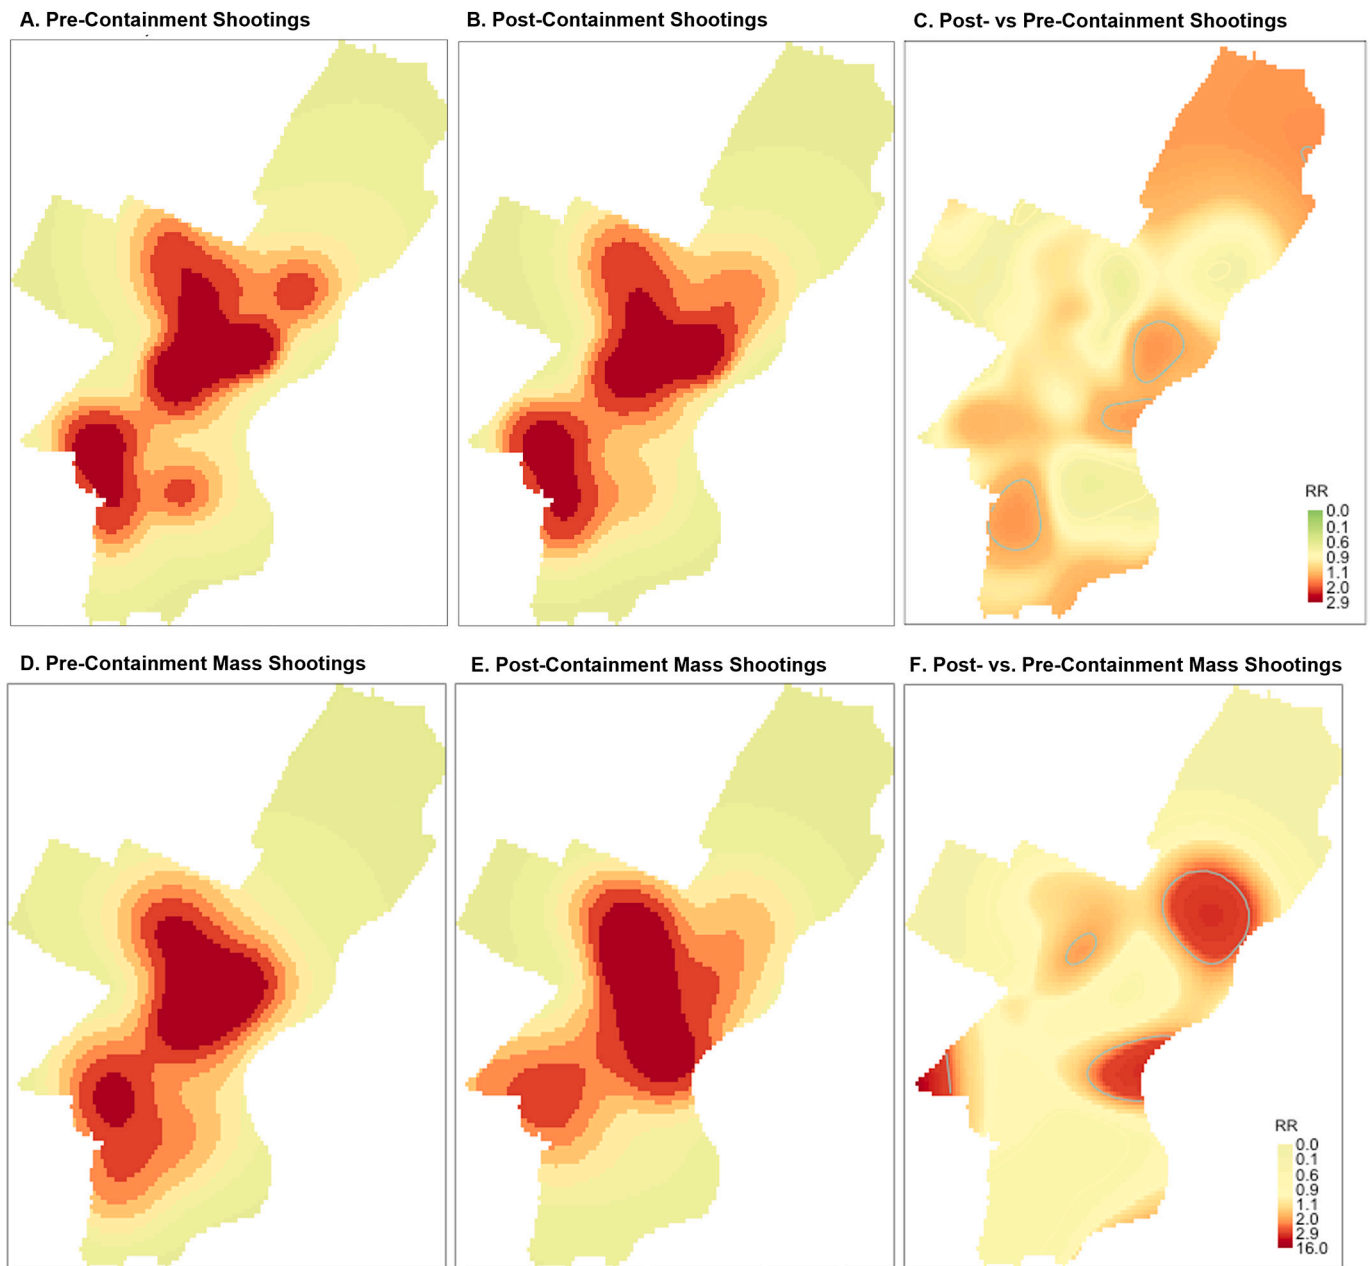 A. Pre-Containment Shootings
B. Post-Containment Shootings
C. Post- vs Pre-Containment Shootings
RR
0.0
0.1
0.6
0.9
1.1
2.0
2.9
D. Pre-Containment Mass Shootings
E. Post-Containment Mass Shootings
F. Post- vs. Pre-Containment Mass Shootings
RR
0.0
0.1
0.6
0.9
1.1
2.0
2.9
16.0